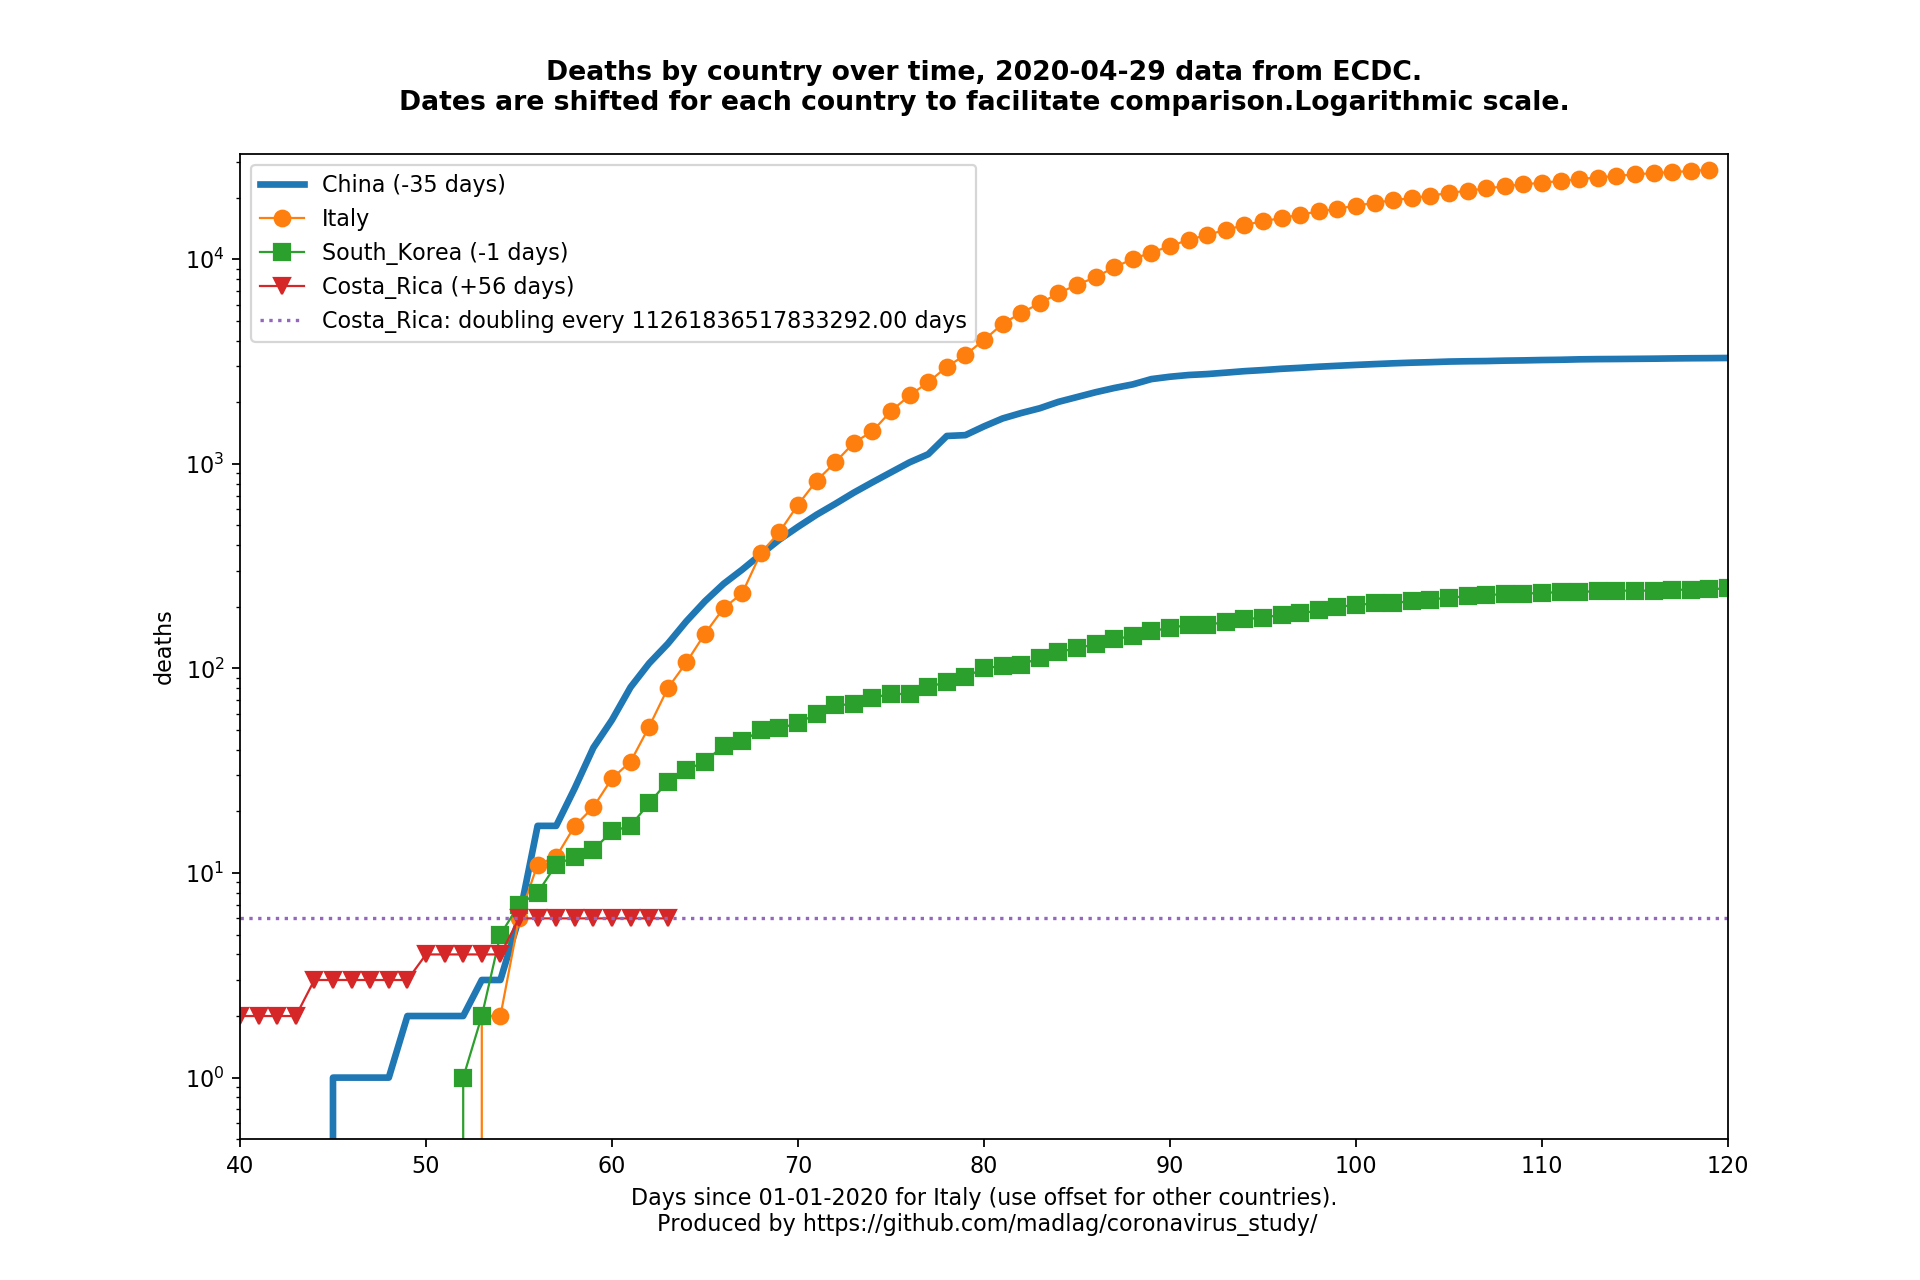 Deaths by country over time, 2020-04-29 data from ECDC.
Dates are shifted for each country to facilitate comparison.Logarithmic scale.
China (-35 days)
Italy
South_Korea (-1 days)
Costa_Rica (+56 days)
Costa_Rica: doubling every 11261836517833292.00 days
deaths
10⁴
10³
10²
10¹
10⁰
40 50 60 70 80 90 100 110 120
Days since 01-01-2020 for Italy (use offset for other countries).
Produced by https://github.com/madlag/coronavirus_study/